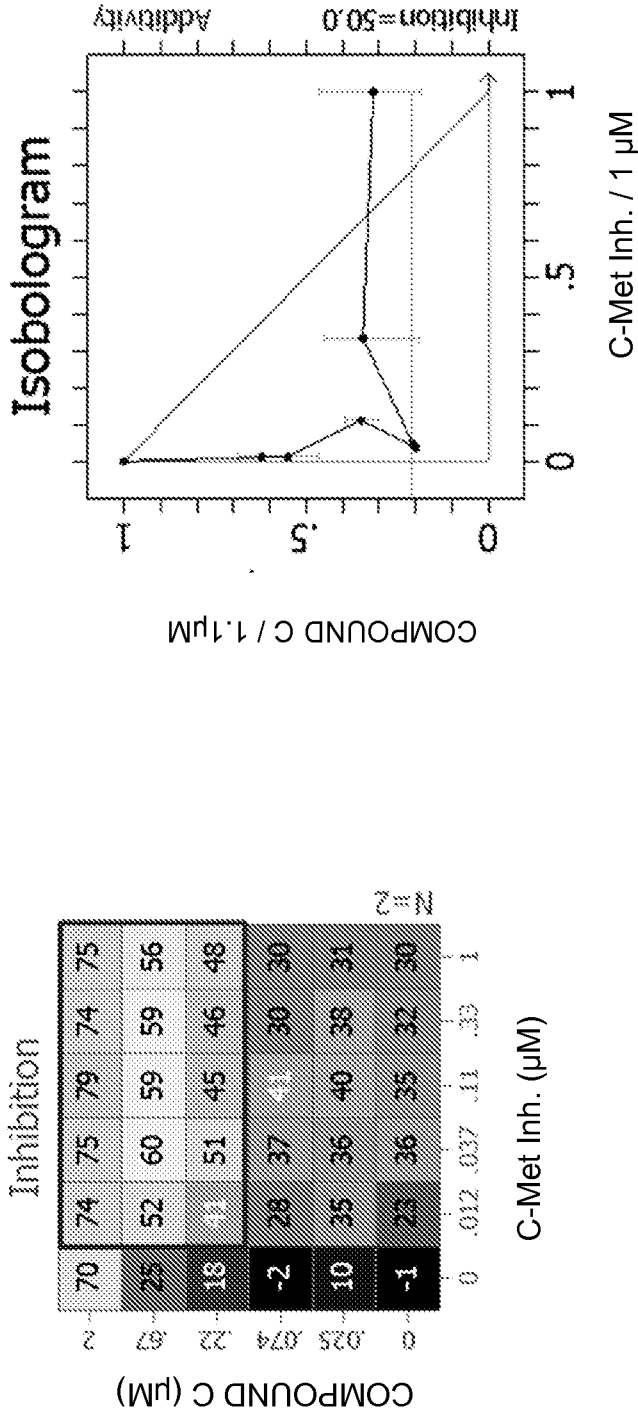 Inhibition
COMPOUND C (µM)
2 70 74 75 79 74 75
.67 25 52 60 59 59 56
.22 18 41 51 45 46 48
.074 -2 28 37 41 30 30
.025 10 35 36 40 38 31
0 -1 23 36 35 32 30
0 .012 .037 .11 .33 1
C-Met Inh. (µM)
N=2
Isobologram
COMPOUND C / 1.1µM
1
.5
0
0 .5 1
C-Met Inh. / 1 µM
Additivity
Inhibition=50.0